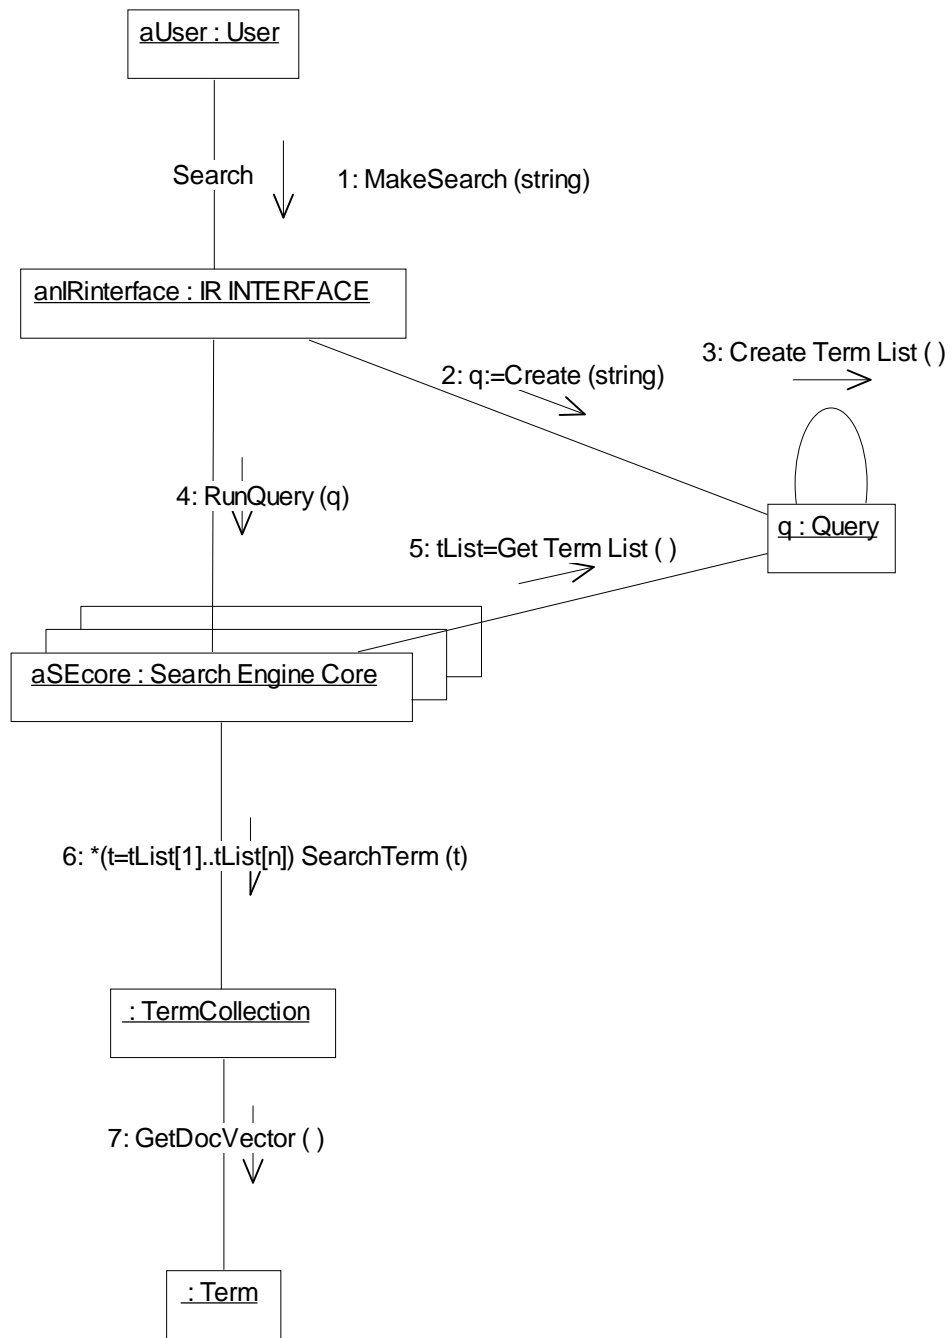 aUser : User
Search
1: MakeSearch (string)
anIRinterface : IR INTERFACE
3: Create Term List ( )
2: q:=Create (string)
4: RunQuery (q)
q : Query
5: tList=Get Term List ( )
aSEcore : Search Engine Core
6: *(t=tList[1]..tList[n]) SearchTerm (t)
: TermCollection
7: GetDocVector ( )
: Term